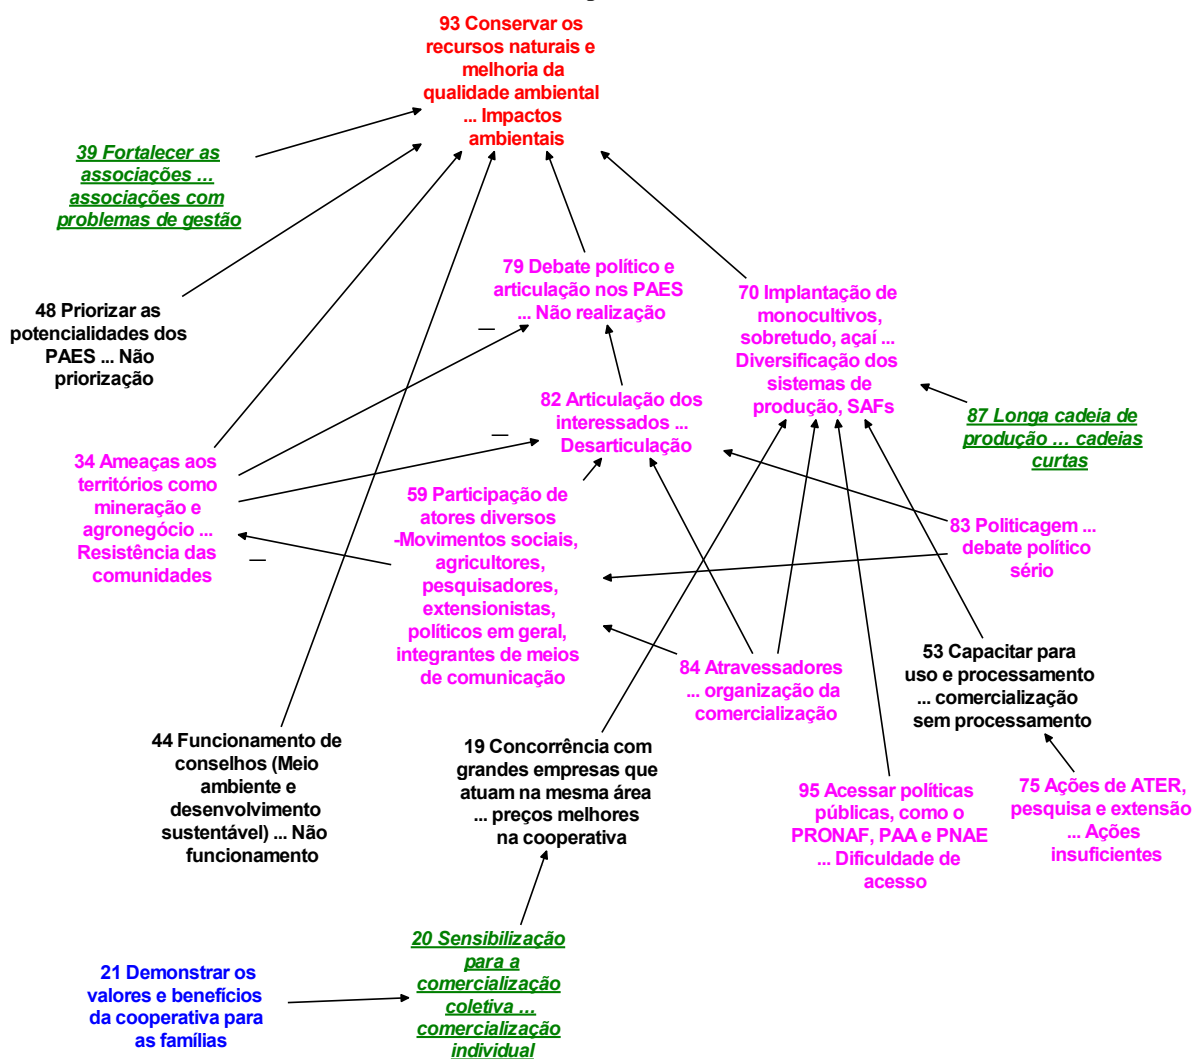 93 Conservar os
recursos naturais e
melhoria da
qualidade ambiental
... Impactos
ambientais
39 Fortalecer as
associações ...
associações com
problemas de gestão
48 Priorizar as
potencialidades dos
PAES ... Não
priorização
79 Debate político e
articulação nos PAES
... Não realização
70 Implantação de
monocultivos,
sobretudo, açaí ...
Diversificação dos
sistemas de
produção, SAFs
82 Articulação dos
interessados ...
Desarticulação
87 Longa cadeia de
produção ... cadeias
curtas
34 Ameaças aos
territórios como
mineração e
agronegócio ...
Resistência das
comunidades
59 Participação de
atores diversos
-Movimentos sociais,
agricultores,
pesquisadores,
extensionistas,
políticos em geral,
integrantes de meios
de comunicação
83 Politicagem ...
debate político
sério
84 Atravessadores
... organização da
comercialização
53 Capacitar para
uso e processamento
... comercialização
sem processamento
44 Funcionamento de
conselhos (Meio
ambiente e
desenvolvimento
sustentável) ... Não
funcionamento
19 Concorrência com
grandes empresas que
atuam na mesma área
... preços melhores
na cooperativa
95 Acessar políticas
públicas, como o
PRONAF, PAA e PNAE
... Dificuldade de
acesso
75 Ações de ATER,
pesquisa e extensão
... Ações
insuficientes
20 Sensibilização
para a
comercialização
coletiva ...
comercialização
individual
21 Demonstrar os
valores e benefícios
da cooperativa para
as famílias